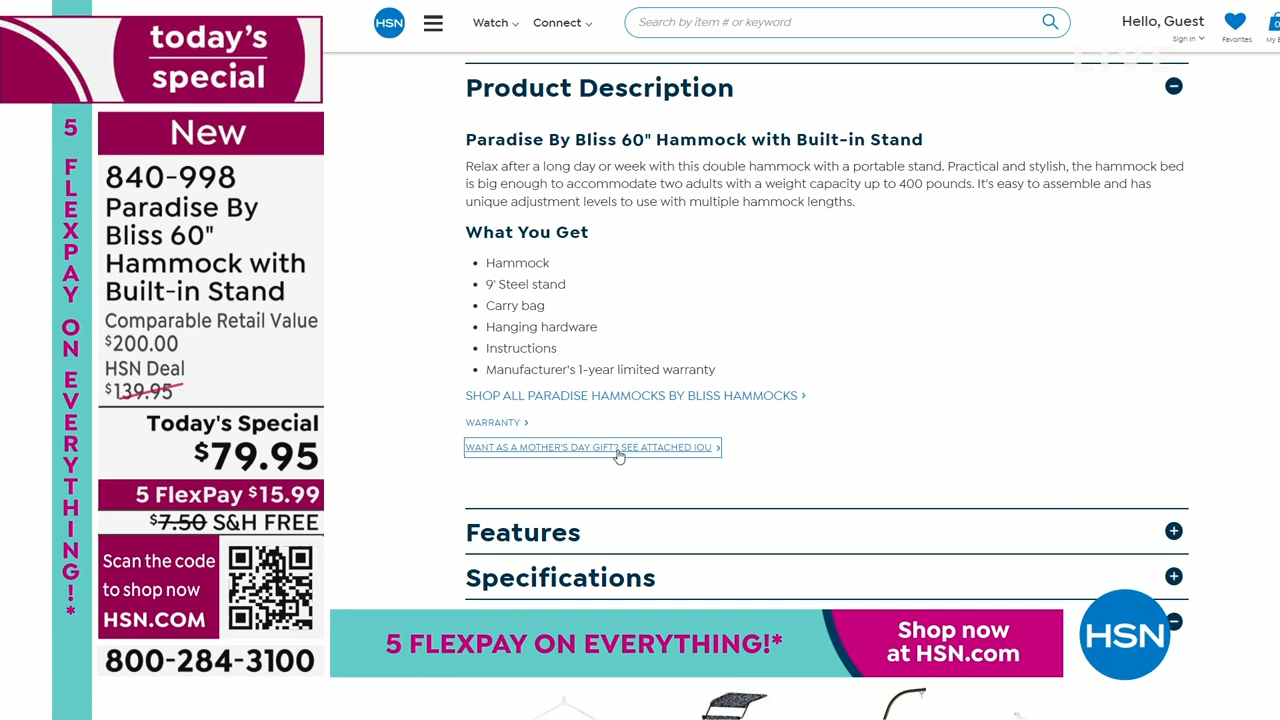 today's
special
5 FLEXPAY ON EVERYTHING!*
New
840-998
Paradise By
Bliss 60"
Hammock with
Built-in Stand
Comparable Retail Value
$200.00
HSN Deal
$139.95
Today's Special
$79.95
5 FlexPay $15.99
$7.50 S&H FREE
Scan the code
to shop now
HSN.COM
800-284-3100
HSN
Watch
Connect
Search by item # or keyword
Hello, Guest
Sign In
Favorites
My
LIVE
Product Description
Paradise By Bliss 60" Hammock with Built-in Stand
Relax after a long day or week with this double hammock with a portable stand. Practical and stylish, the hammock bed
is big enough to accommodate two adults with a weight capacity up to 400 pounds. It's easy to assemble and has
unique adjustment levels to use with multiple hammock lengths.
What You Get
• Hammock
• 9' Steel stand
• Carry bag
• Hanging hardware
• Instructions
• Manufacturer's 1-year limited warranty
SHOP ALL PARADISE HAMMOCKS BY BLISS HAMMOCKS ›
WARRANTY ›
WANT AS A MOTHER'S DAY GIFT? SEE ATTACHED IOU ›
Features
Specifications
5 FLEXPAY ON EVERYTHING!*
Shop now
at HSN.com
HSN